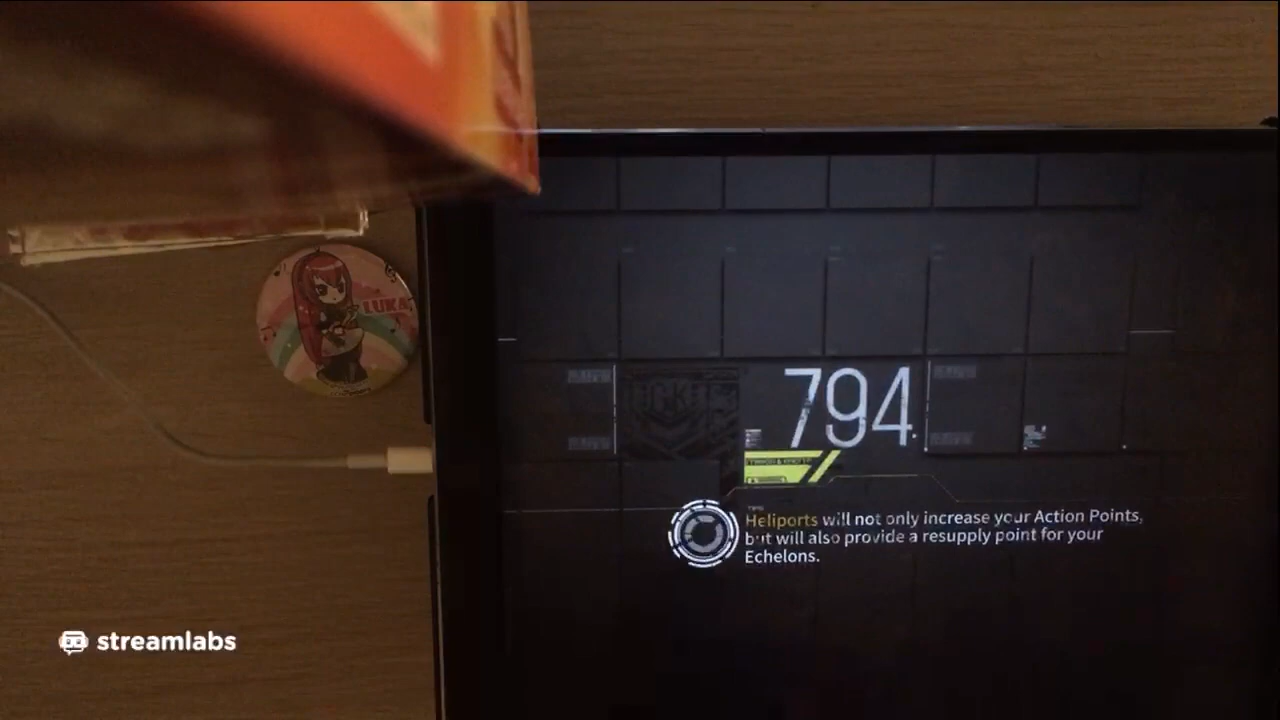 LUKA
794
TIPS
Heliports will not only increase your Action Points,
but will also provide a resupply point for your
Echelons.
streamlabs